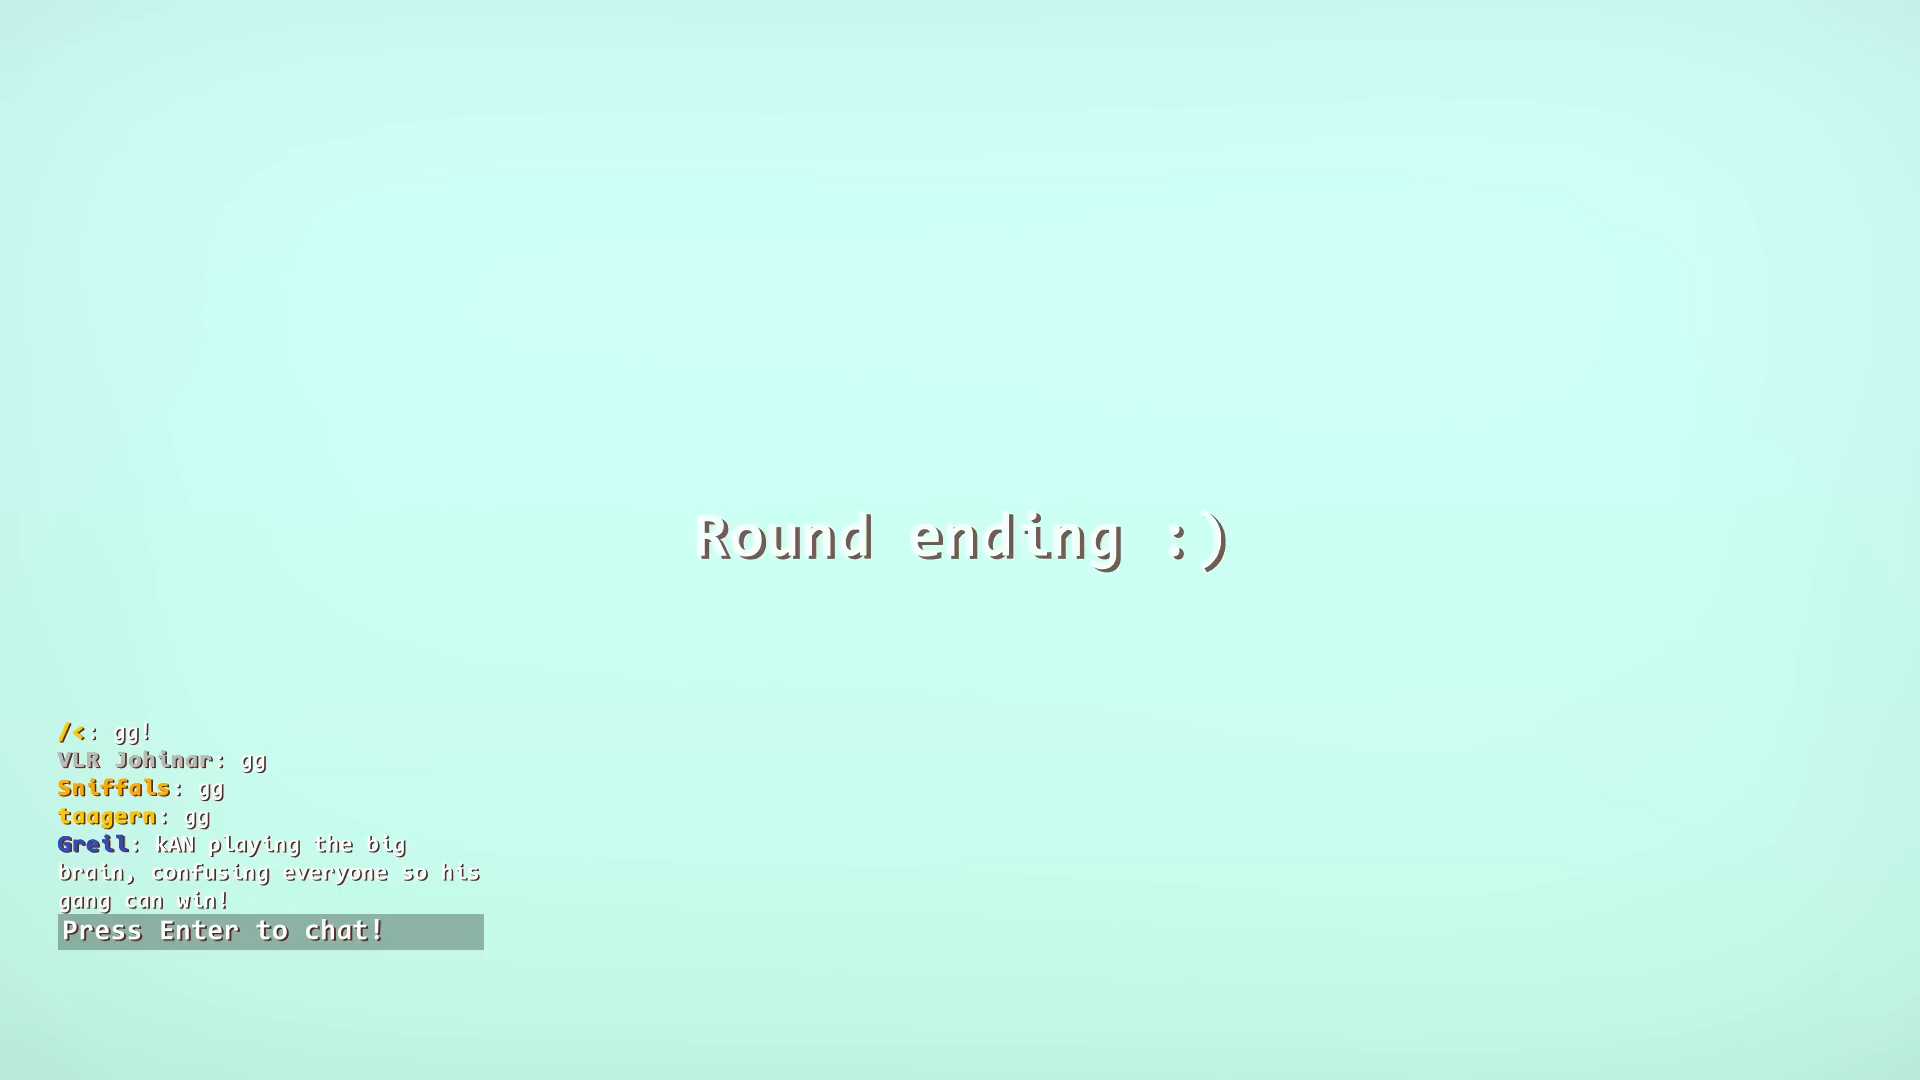 Round ending :)
/<: gg!
VLR Johinar: gg
Sniffals: gg
taagern: gg
Greil: kAN playing the big
brain, confusing everyone so his
gang can win!
Press Enter to chat!